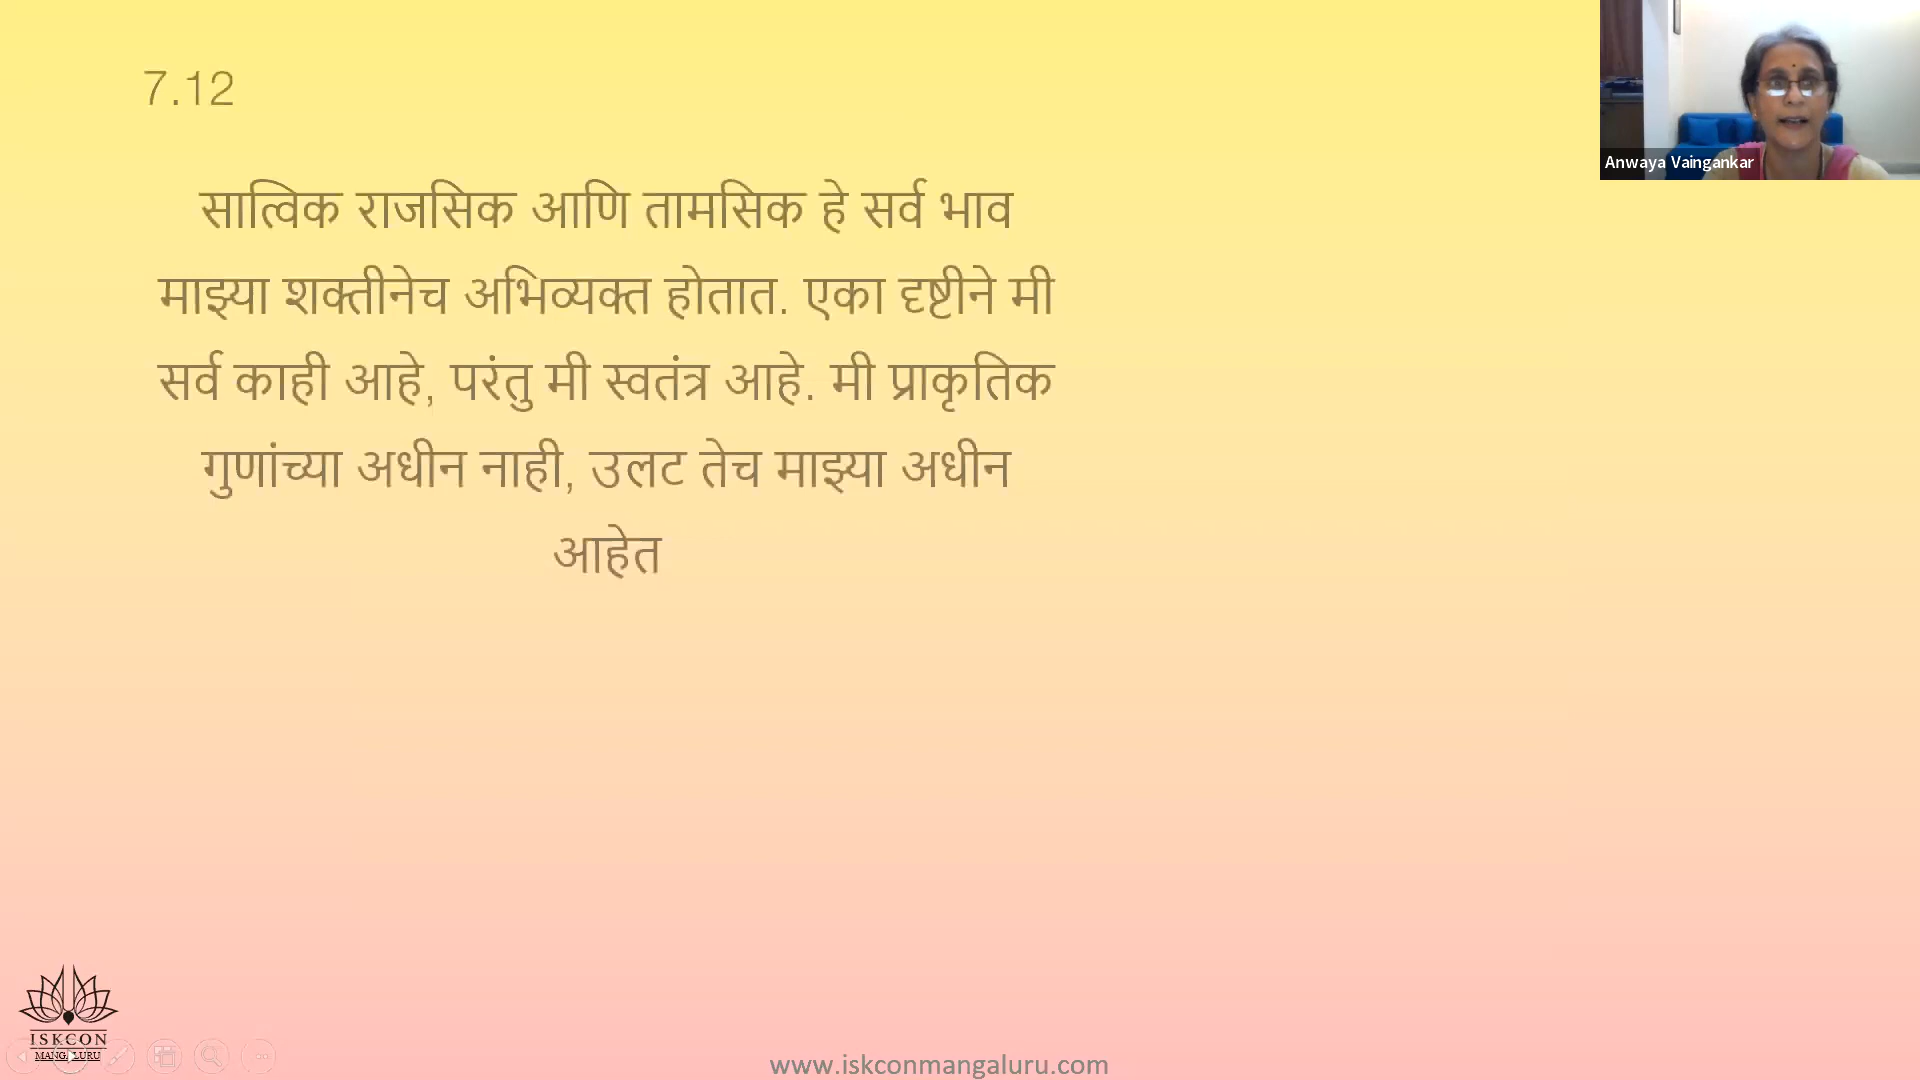 7.12
Anwaya Vaingankar
सात्विक राजसिक आणि तामसिक हे सर्व भाव
माझ्या शक्तीनेच अभिव्यक्त होतात. एका दृष्टीने मी
सर्व काही आहे, परंतु मी स्वतंत्र आहे. मी प्राकृतिक
गुणांच्या अधीन नाही, उलट तेच माझ्या अधीन
आहेत
ISKCON
MANGALURU
www.iskconmangaluru.com